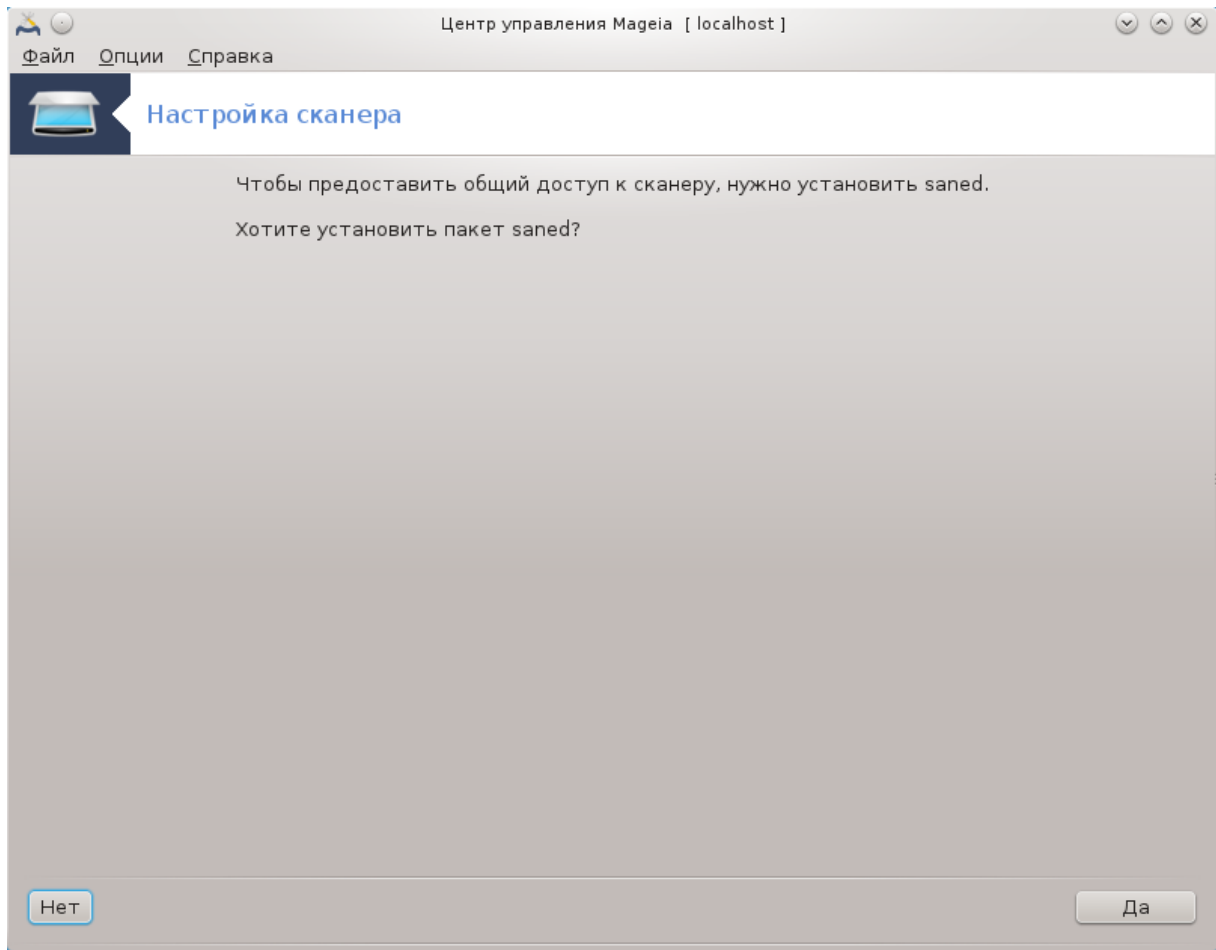 Центр управления Mageia [ localhost ]
Файл Опции Справка
Настройка сканера
Чтобы предоставить общий доступ к сканеру, нужно установить saned.
Хотите установить пакет saned?
Нет Да